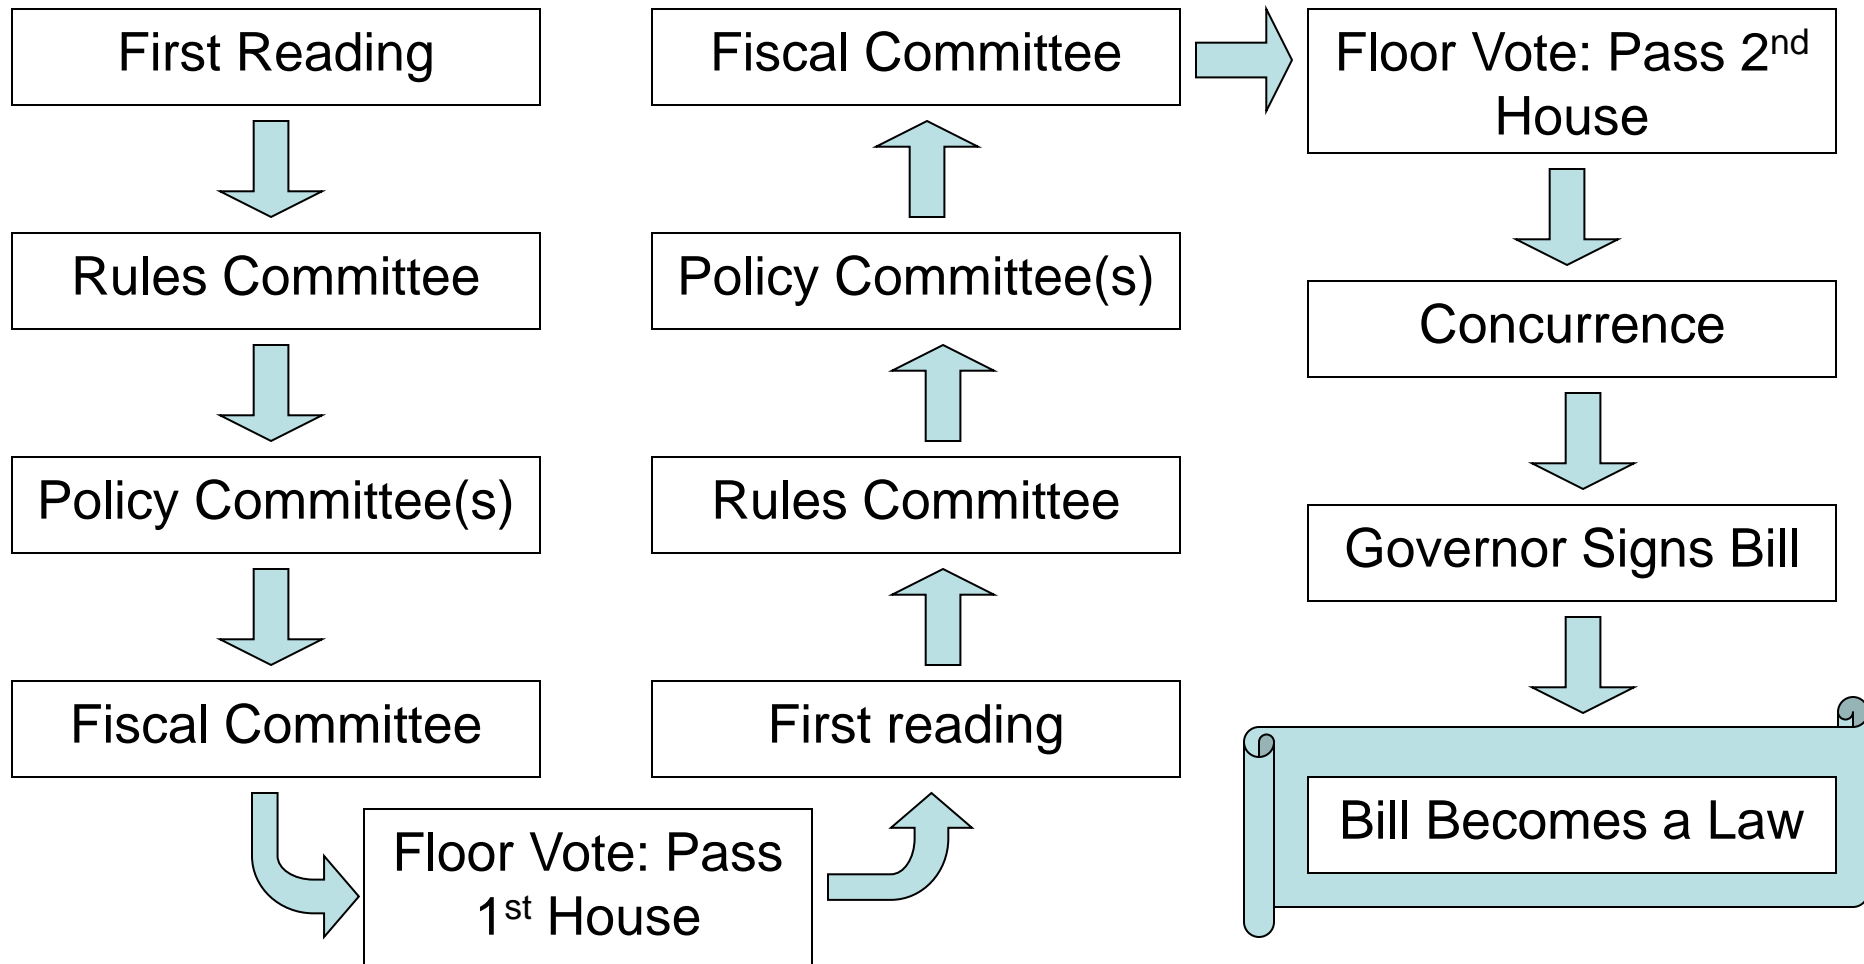 First Reading
Rules Committee
Policy Committee(s)
Fiscal Committee
Floor Vote: Pass
1st House
First reading
Rules Committee
Policy Committee(s)
Fiscal Committee
Floor Vote: Pass 2nd
House
Concurrence
Governor Signs Bill
Bill Becomes a Law